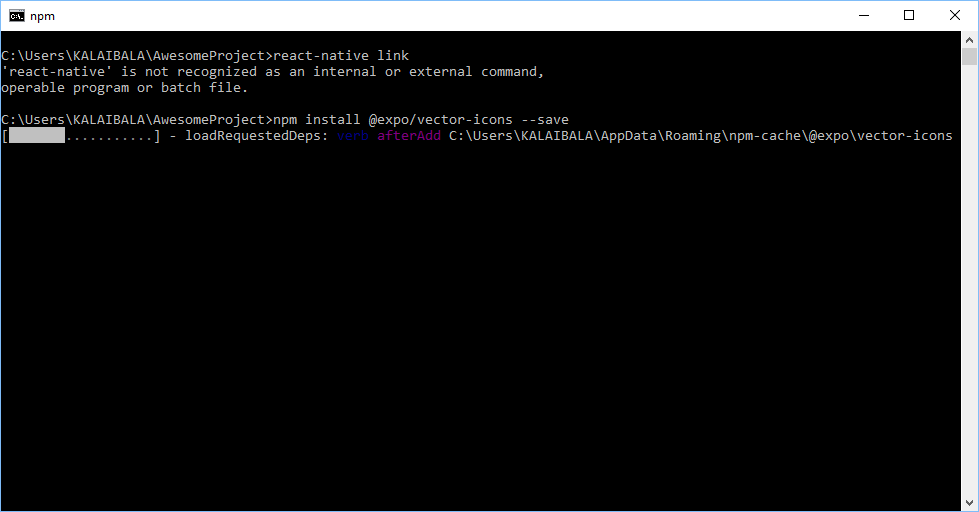 npm
C:\Users\KALAIBALA\AwesomeProject>react-native link
'react-native' is not recognized as an internal or external command,
operable program or batch file.
C:\Users\KALAIBALA\AwesomeProject>npm install @expo/vector-icons --save
[       ...........] - loadRequestedDeps: verb afterAdd C:\Users\KALAIBALA\AppData\Roaming\npm-cache\@expo\vector-icons